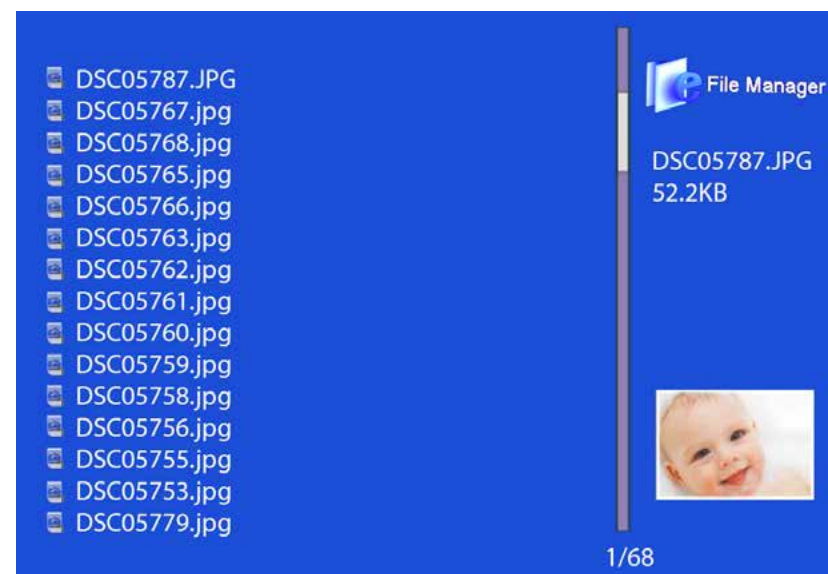 DSC05787.JPG
DSC05767.jpg
DSC05768.jpg
DSC05765.jpg
DSC05766.jpg
DSC05763.jpg
DSC05762.jpg
DSC05761.jpg
DSC05760.jpg
DSC05759.jpg
DSC05758.jpg
DSC05756.jpg
DSC05755.jpg
DSC05753.jpg
DSC05779.jpg
File Manager
DSC05787.JPG
52.2KB
1/68